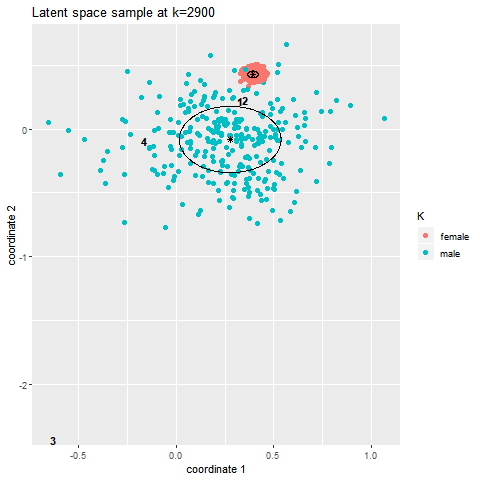 Latent space sample at k=2900
12
0
4
-1
-2
3
-0.5
0.0
0.5
1.0
coordinate 1
coordinate 2
K
female
male